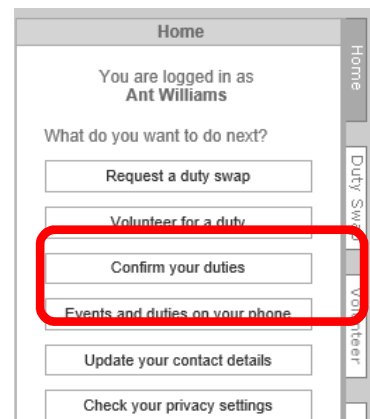 Home
You are logged in as
Ant Williams
What do you want to do next?
Request a duty swap
Volunteer for a duty
Confirm your duties
Events and duties on your phone
Update your contact details
Check your privacy settings
Home
Duty Swap
Volunteer